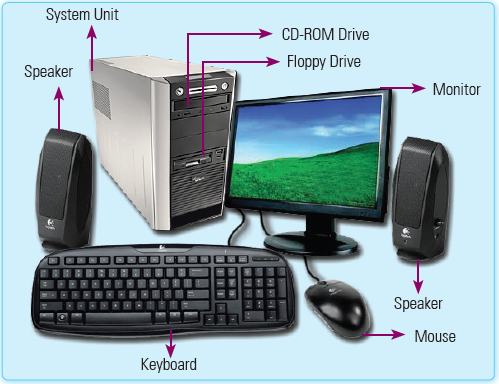 System Unit
CD-ROM Drive
Floppy Drive
Speaker
Monitor
Speaker
Mouse
Keyboard